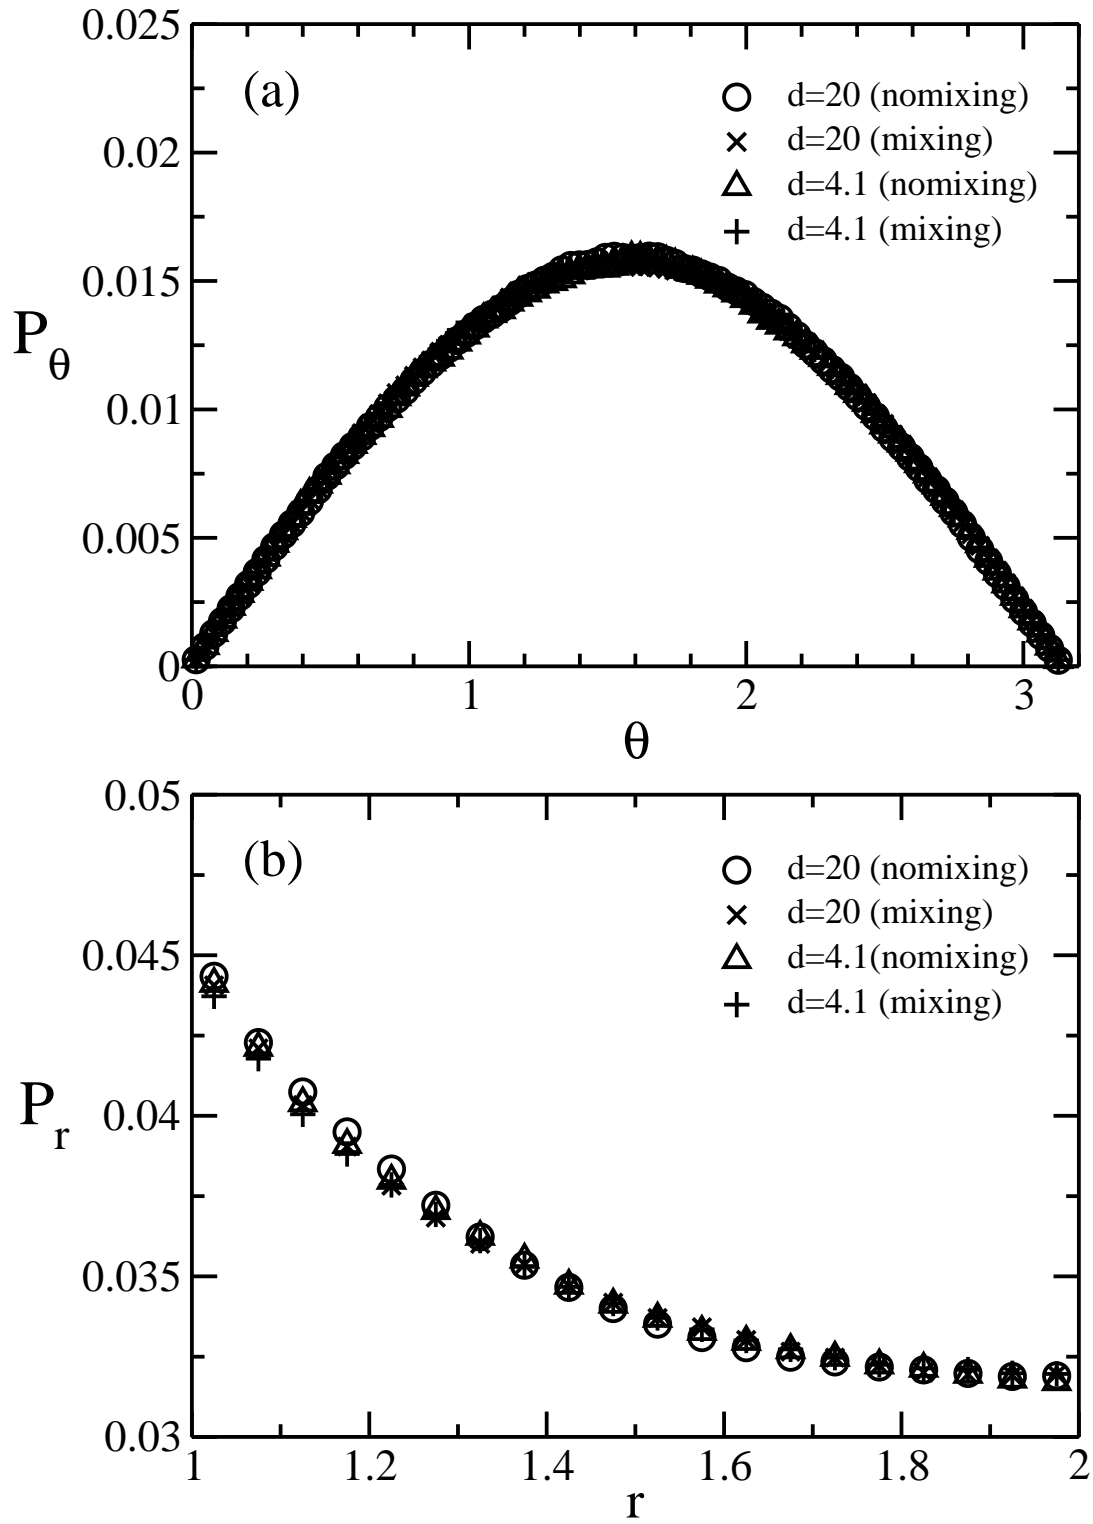 0.025
(a)
d=20 (nomixing)
0.02
d=20 (mixing)
d=4.1 (nomixing)
d=4.1 (mixing)
0.015
P_θ
0.01
0.005
0
0 1 2 3
θ
0.05
(b)
d=20 (nomixing)
d=20 (mixing)
0.045
d=4.1(nomixing)
d=4.1 (mixing)
P_r
0.04
0.035
0.03
1 1.2 1.4 1.6 1.8 2
r